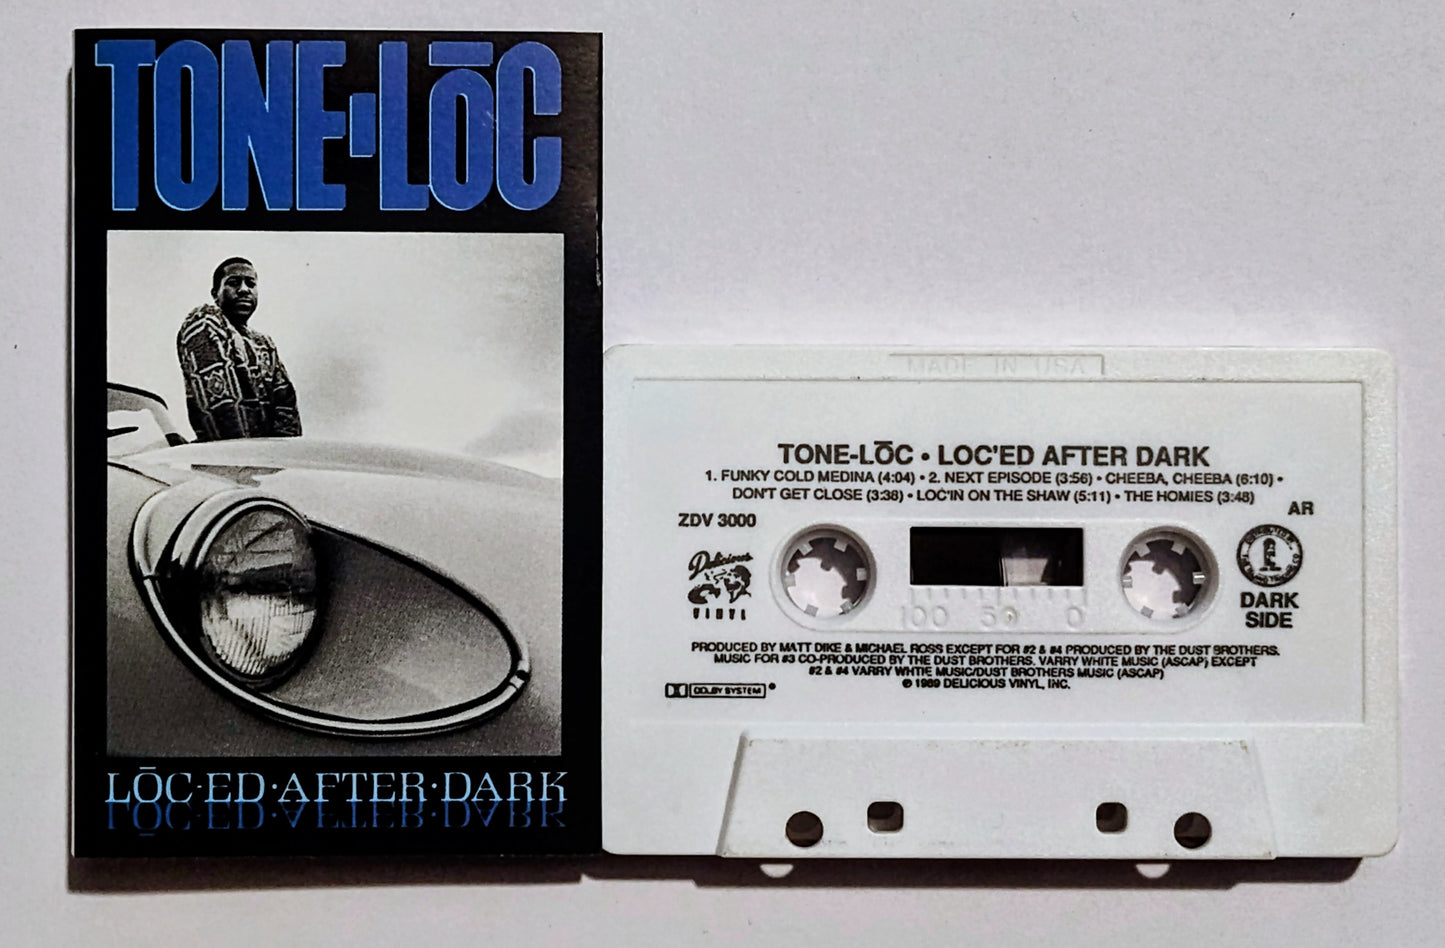 TONE-LŌC
LŌC-ED·AFTER·DARK
MADE IN USA
TONE-LŌC • LOC'ED AFTER DARK
1. FUNKY COLD MEDINA (4:04) • 2. NEXT EPISODE (3:56) • CHEEBA, CHEEBA (6:10) •
DON'T GET CLOSE (3:38) • LOC'IN ON THE SHAW (5:11) • THE HOMIES (3:48)
AR
ZDV 3000
Delicious
VINYL
100 50 0
DARK
SIDE
PRODUCED BY MATT DIKE & MICHAEL ROSS EXCEPT FOR #2 & #4 PRODUCED BY THE DUST BROTHERS.
MUSIC FOR #3 CO-PRODUCED BY THE DUST BROTHERS. VARRY WHITE MUSIC (ASCAP) EXCEPT
#2 & #4 VARRY WHTIE MUSIC/DUST BROTHERS MUSIC (ASCAP)
℗ 1989 DELICIOUS VINYL, INC.
DOLBY SYSTEM